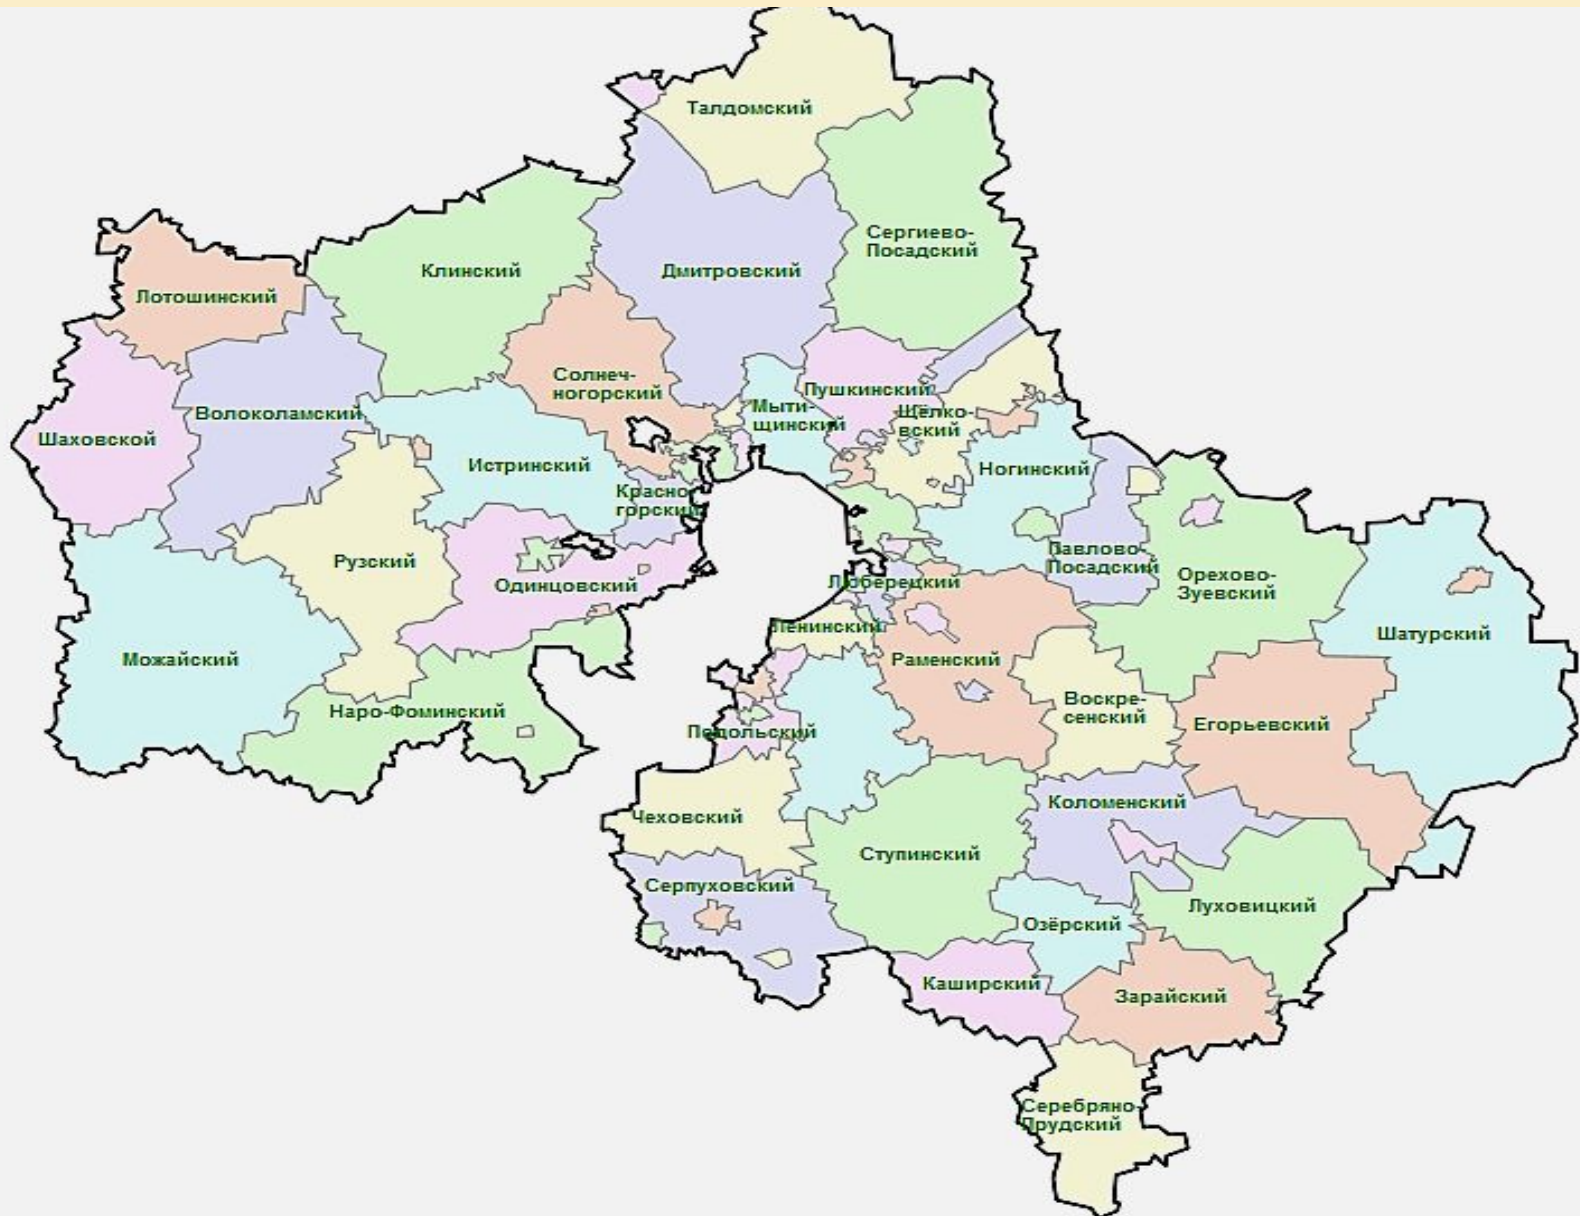 Талдомский
Сергиево-
Посадский
Клинский
Дмитровский
Лотошинский
Солнеч-
ногорский
Пушкинский
Мыти-
щинский
Щёлко-
вский
Волоколамский
Шаховской
Истринский
Ногинский
Красно-
горский
Павлово-
Посадский
Рузский
Одинцовский
Люберецкий
Орехово-
Зуевский
Ленинский
Шатурский
Можайский
Раменский
Воскре-
сенский
Наро-Фоминский
Егорьевский
Подольский
Коломенский
Чеховский
Ступинский
Серпуховский
Луховицкий
Озёрский
Каширский
Зарайский
Серебряно-
Прудский